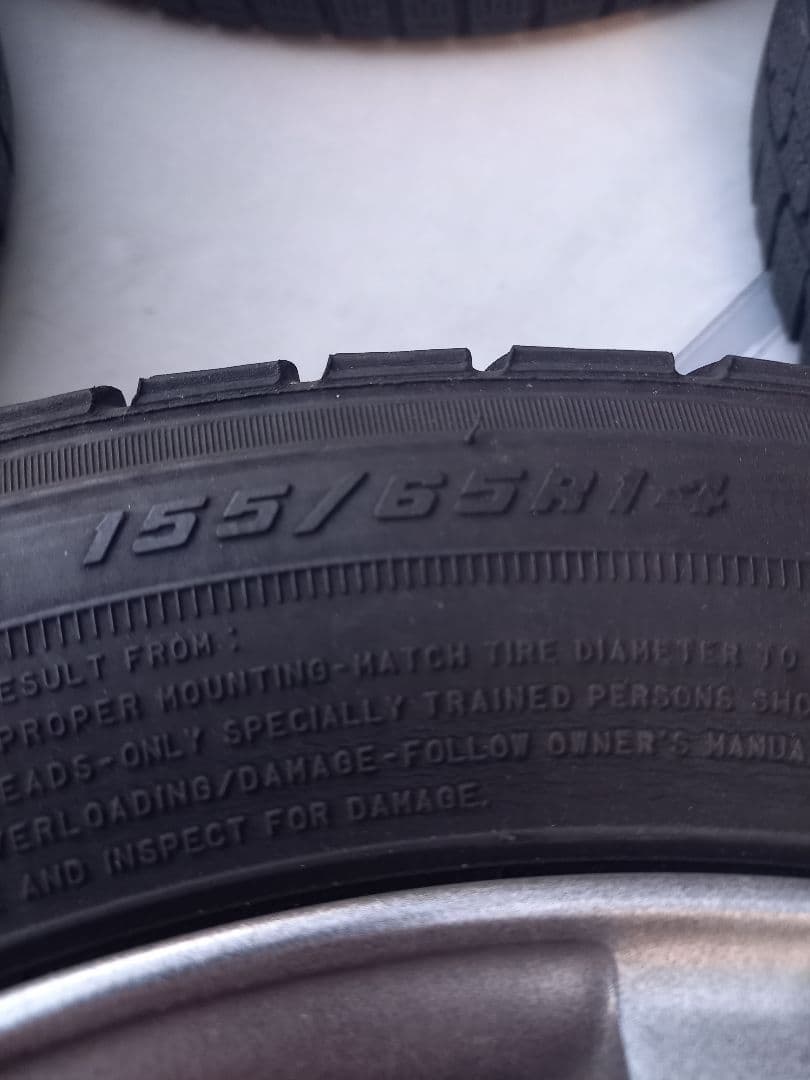 155/65R14
ESULT FROM:
PROPER MOUNTING-MATCH TIRE DIAMETER TO
EADS-ONLY SPECIALLY TRAINED PERSONS SHO
VERLOADING/DAMAGE-FOLLOW OWNER'S MANUA
AND INSPECT FOR DAMAGE.